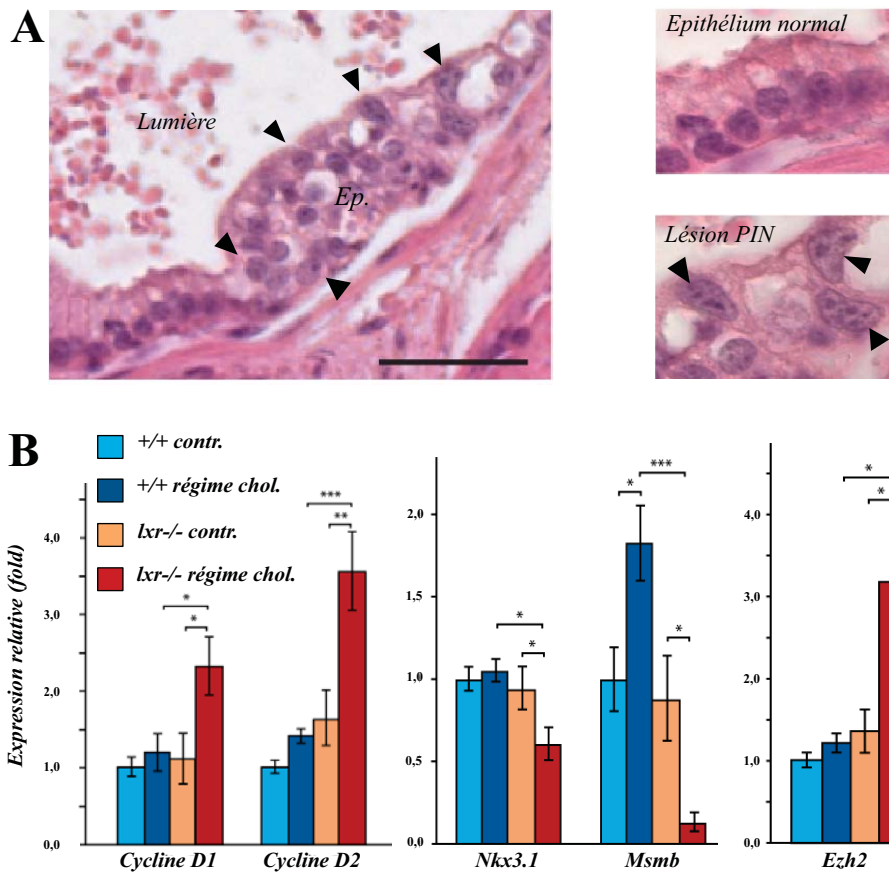 A
Lumière
Ep.
Epithélium normal
Lésion PIN
B
+/+ contr.
+/+ régime chol.
lxr-/- contr.
lxr-/- régime chol.
Expression relative (fold)
4,0
3,0
2,0
1,0
0,0
* * *** **
Cycline D1
Cycline D2
2,0
1,5
1,0
0,5
0,0
* * * *** *
Nkx3.1
Msmb
4,0
3,0
2,0
1,0
0,0
* *
Ezh2